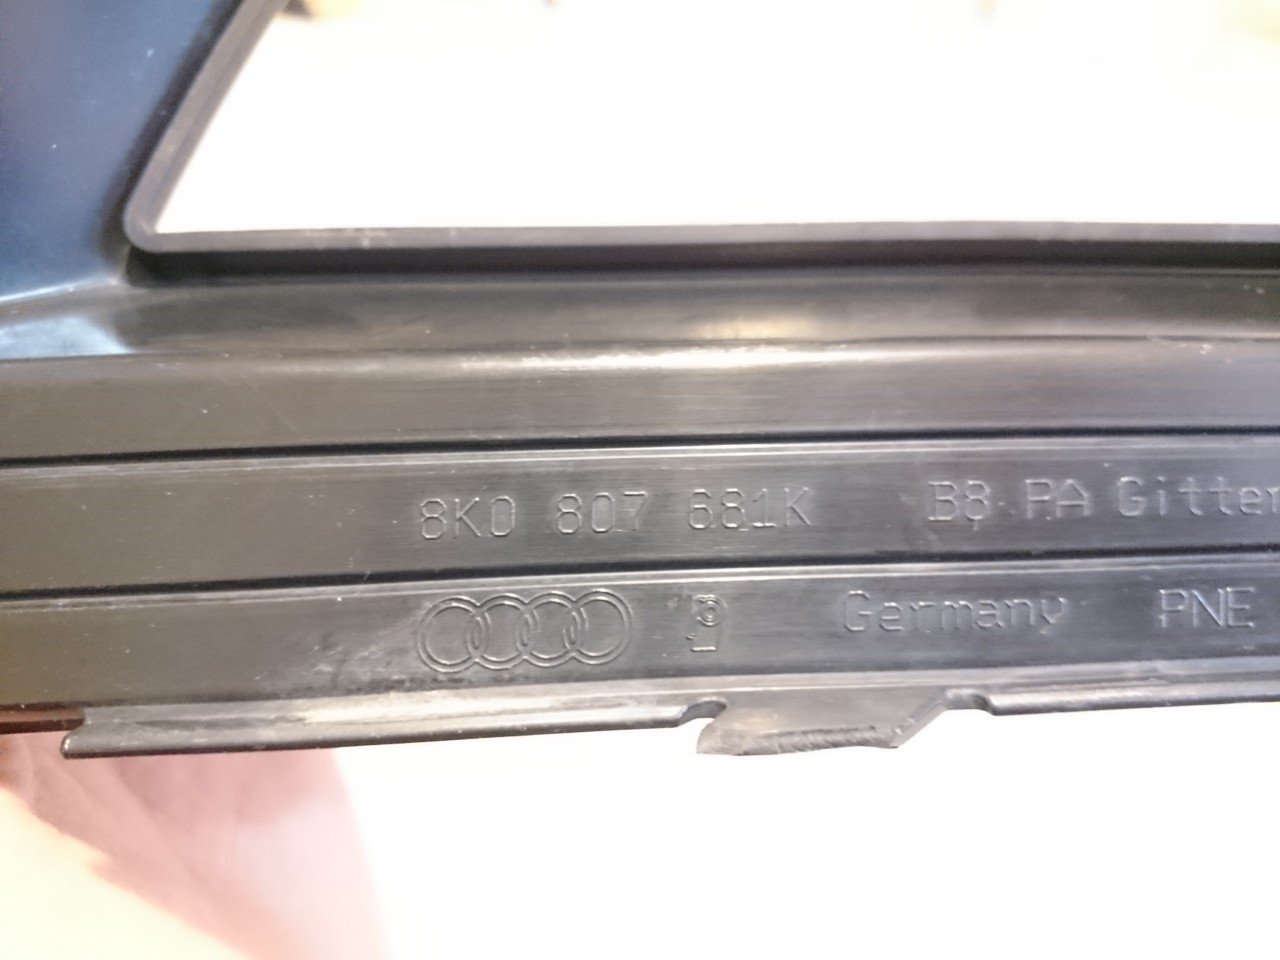 8K0 807 681K B8 PA Gitter
Germany PNE